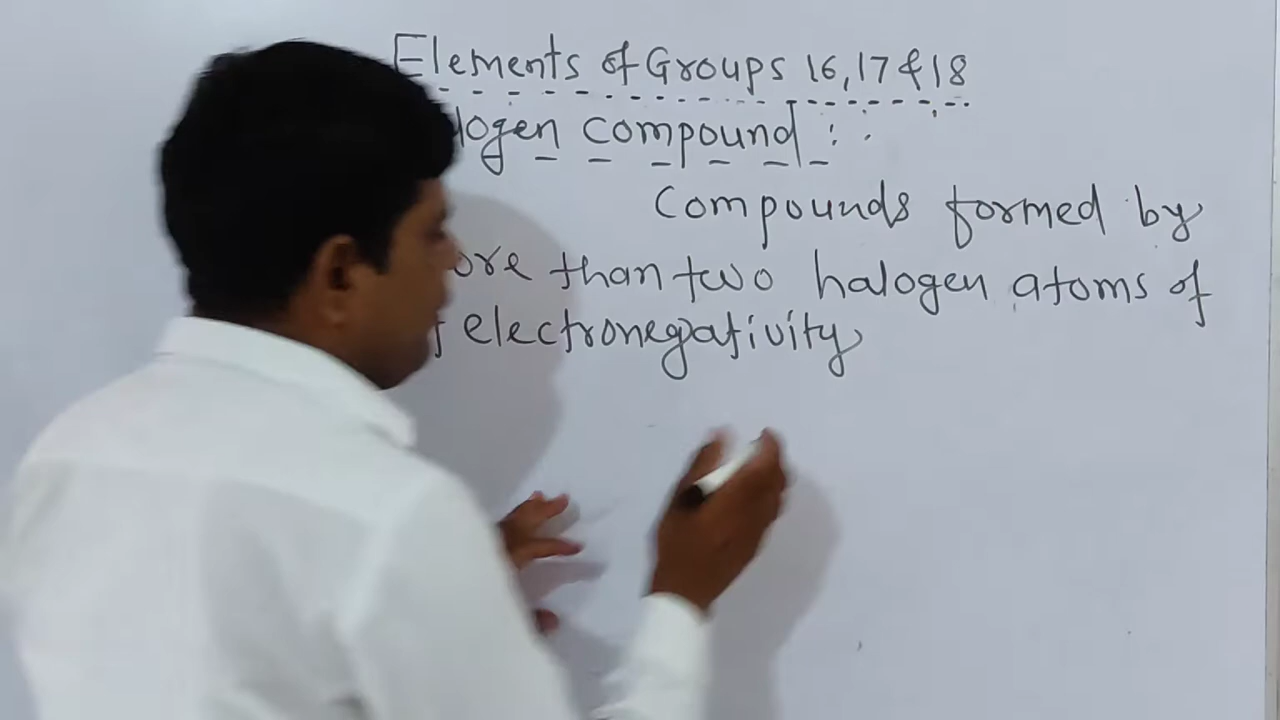 Elements of Groups 16, 17 & 18
logen compound :
Compounds formed by
ore than two halogen atoms of
electronegativity